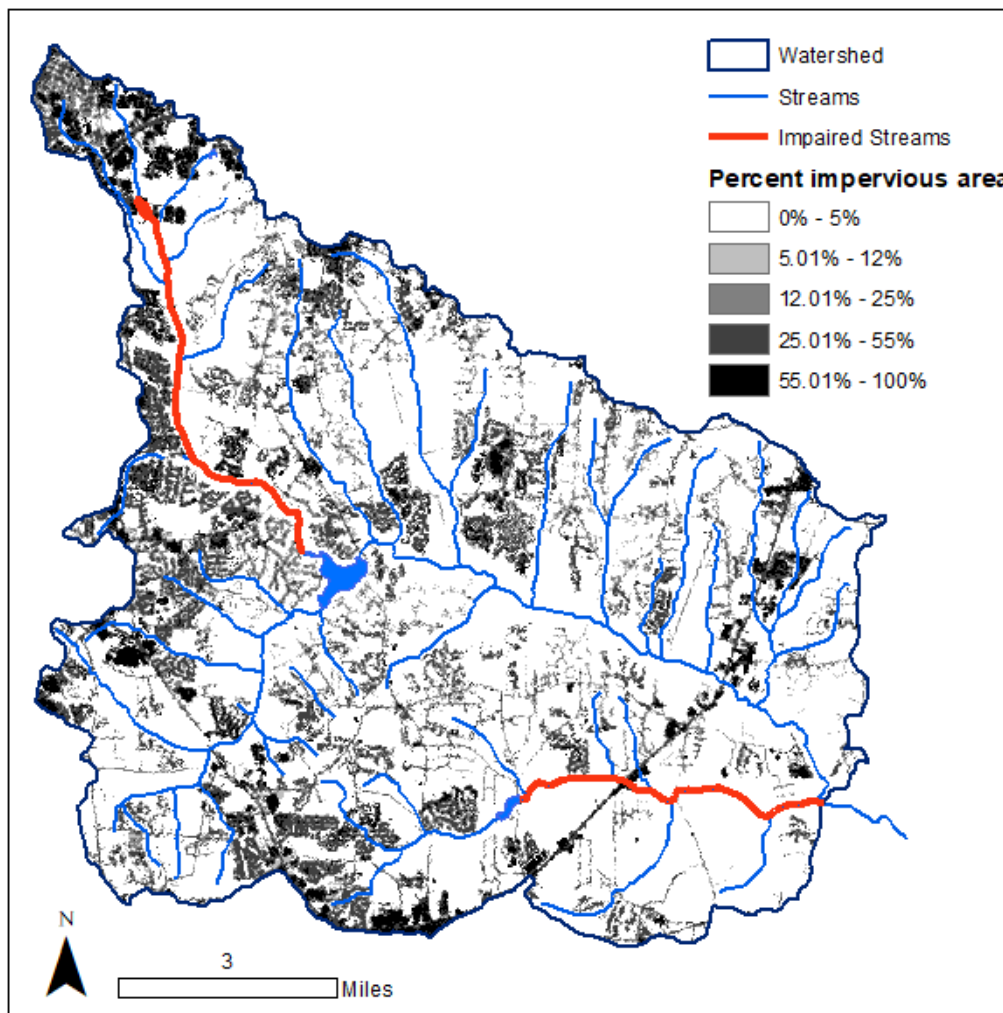 Watershed
Streams
Impaired Streams
Percent impervious area
0% - 5%
5.01% - 12%
12.01% - 25%
25.01% - 55%
55.01% - 100%
N
3
Miles